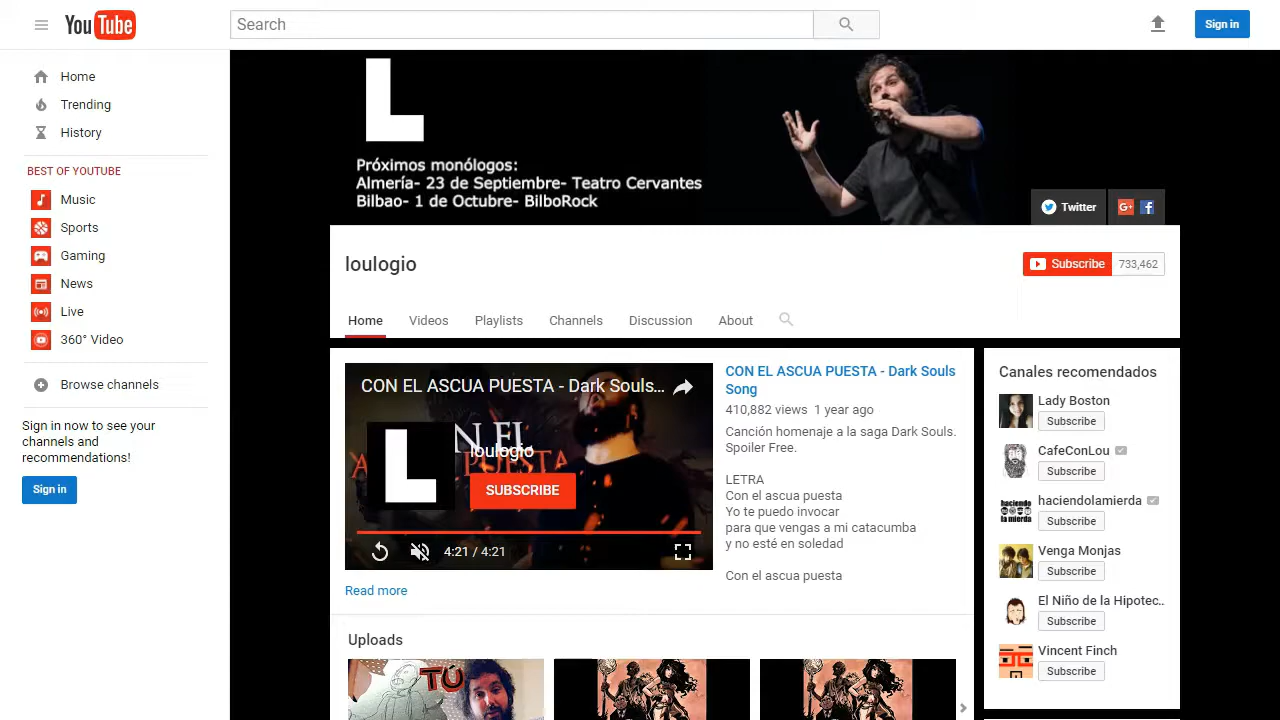 YouTube
Search
Sign in
Home
Trending
History
BEST OF YOUTUBE
Music
Sports
Gaming
News
Live
360° Video
Browse channels
Sign in now to see your
channels and
recommendations!
Sign in
L
Próximos monólogos:
Almería- 23 de Septiembre- Teatro Cervantes
Bilbao- 1 de Octubre- BilboRock
Twitter
G+ f
loulogio
Subscribe 733,462
Home Videos Playlists Channels Discussion About
CON EL ASCUA PUESTA - Dark Souls...
L
loulogio
SUBSCRIBE
4:21 / 4:21
CON EL ASCUA PUESTA - Dark Souls
Song
410,882 views 1 year ago
Canción homenaje a la saga Dark Souls.
Spoiler Free.
LETRA
Con el ascua puesta
Yo te puedo invocar
para que vengas a mi catacumba
y no esté en soledad
Con el ascua puesta
Read more
Uploads
TÚ
Canales recomendados
Lady Boston
Subscribe
CafeConLou
Subscribe
haciendo
la mierda
haciendolamierda
Subscribe
Venga Monjas
Subscribe
El Niño de la Hipotec..
Subscribe
Vincent Finch
Subscribe